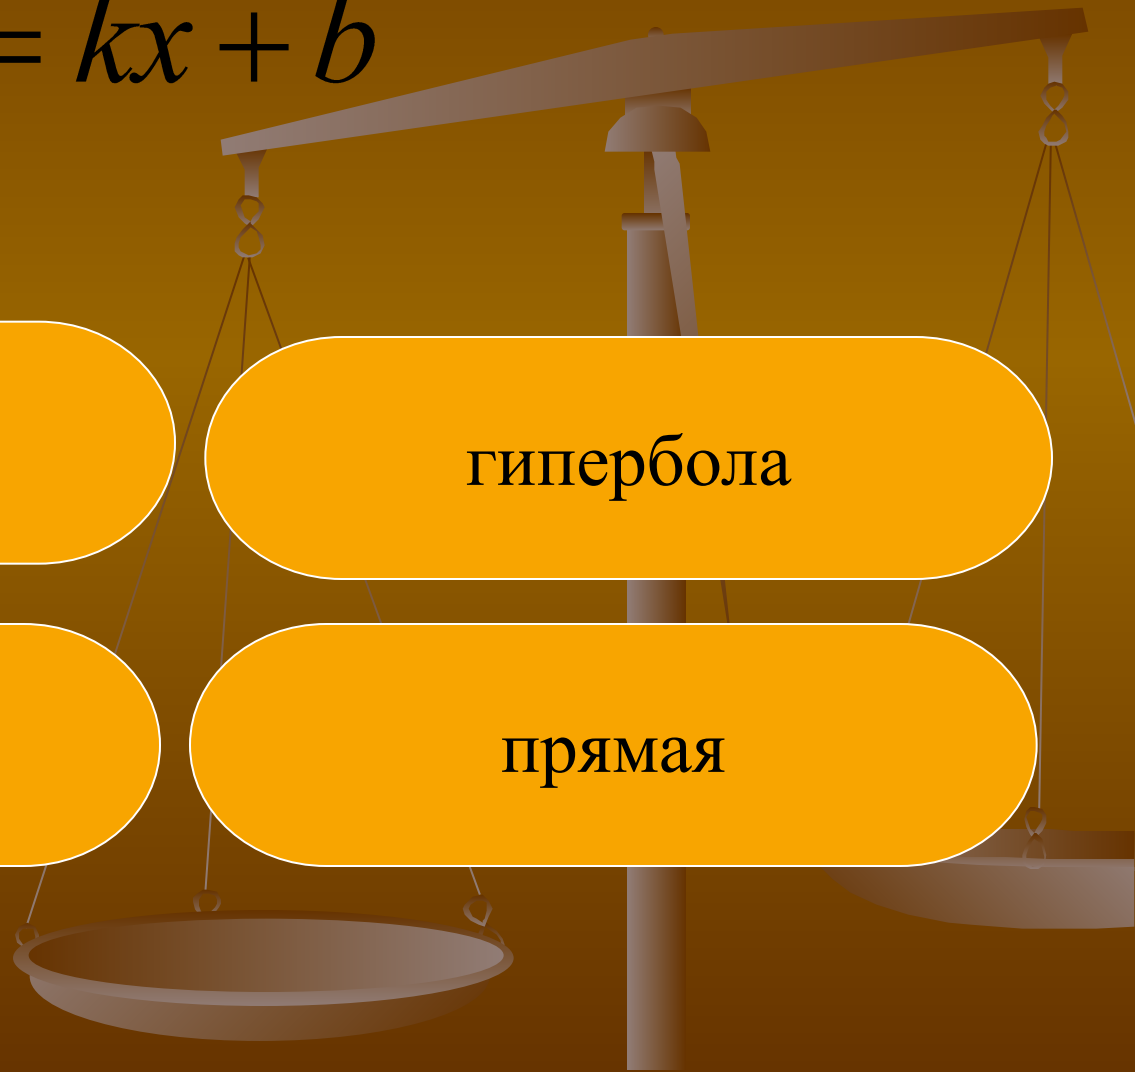 = kx + b
гипербола
прямая